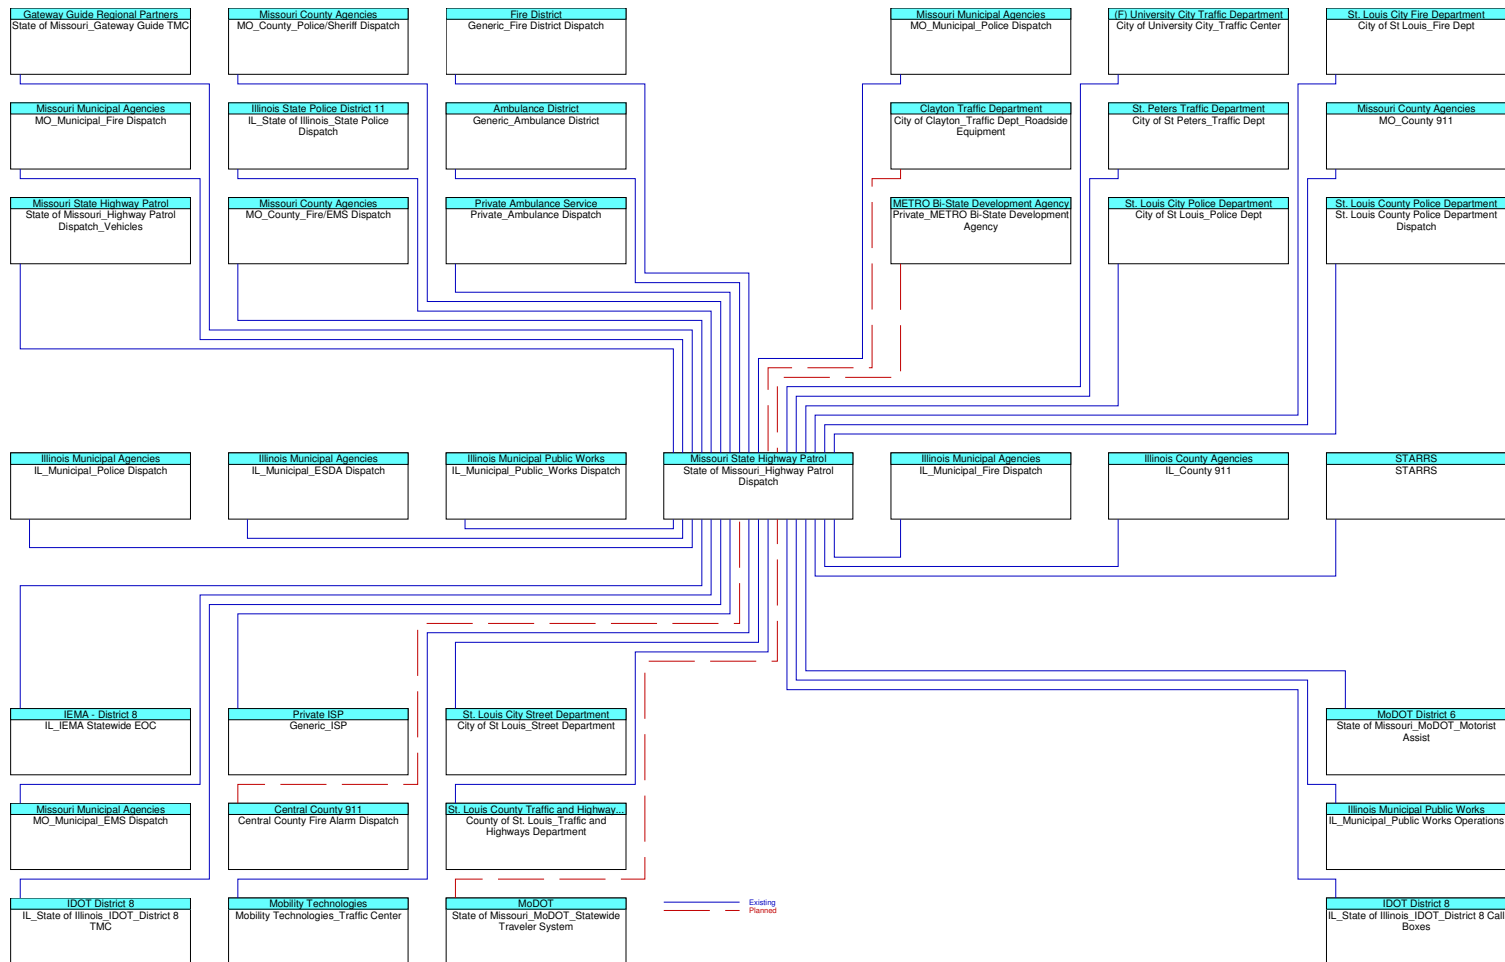 Gateway Guide Regional Partners
State of Missouri_Gateway Guide TMC
Missouri County Agencies
MO_County_Police/Sheriff Dispatch
Fire District
Generic_Fire District Dispatch
Missouri Municipal Agencies
MO_Municipal_Police Dispatch
(F) University City Traffic Department
City of University City_Traffic Center
St. Louis City Fire Department
City of St Louis_Fire Dept
Missouri Municipal Agencies
MO_Municipal_Fire Dispatch
Illinois State Police District 11
IL_State of Illinois_State Police
Dispatch
Ambulance District
Generic_Ambulance District
Clayton Traffic Department
City of Clayton_Traffic Dept_Roadside
Equipment
St. Peters Traffic Department
City of St Peters_Traffic Dept
Missouri County Agencies
MO_County 911
Missouri State Highway Patrol
State of Missouri_Highway Patrol
Dispatch_Vehicles
Missouri County Agencies
MO_County_Fire/EMS Dispatch
Private Ambulance Service
Private_Ambulance Dispatch
METRO Bi-State Development Agency
Private_METRO Bi-State Development
Agency
St. Louis City Police Department
City of St Louis_Police Dept
St. Louis County Police Department
St. Louis County Police Department
Dispatch
Illinois Municipal Agencies
IL_Municipal_Police Dispatch
Illinois Municipal Agencies
IL_Municipal_ESDA Dispatch
Illinois Municipal Public Works
IL_Municipal_Public_Works Dispatch
Missouri State Highway Patrol
State of Missouri_Highway Patrol
Dispatch
Illinois Municipal Agencies
IL_Municipal_Fire Dispatch
Illinois County Agencies
IL_County 911
STARRS
STARRS
IEMA - District 8
IL_IEMA Statewide EOC
Private ISP
Generic_ISP
St. Louis City Street Department
City of St Louis_Street Department
MoDOT District 6
State of Missouri_MoDOT_Motorist
Assist
Missouri Municipal Agencies
MO_Municipal_EMS Dispatch
Central County 911
Central County Fire Alarm Dispatch
St. Louis County Traffic and Highway...
County of St. Louis_Traffic and
Highways Department
Illinois Municipal Public Works
IL_Municipal_Public Works Operations
IDOT District 8
IL_State of Illinois_IDOT_District 8
TMC
Mobility Technologies
Mobility Technologies_Traffic Center
MoDOT
State of Missouri_MoDOT_Statewide
Traveler System
Existing
Planned
IDOT District 8
IL_State of Illinois_IDOT_District 8 Call
Boxes